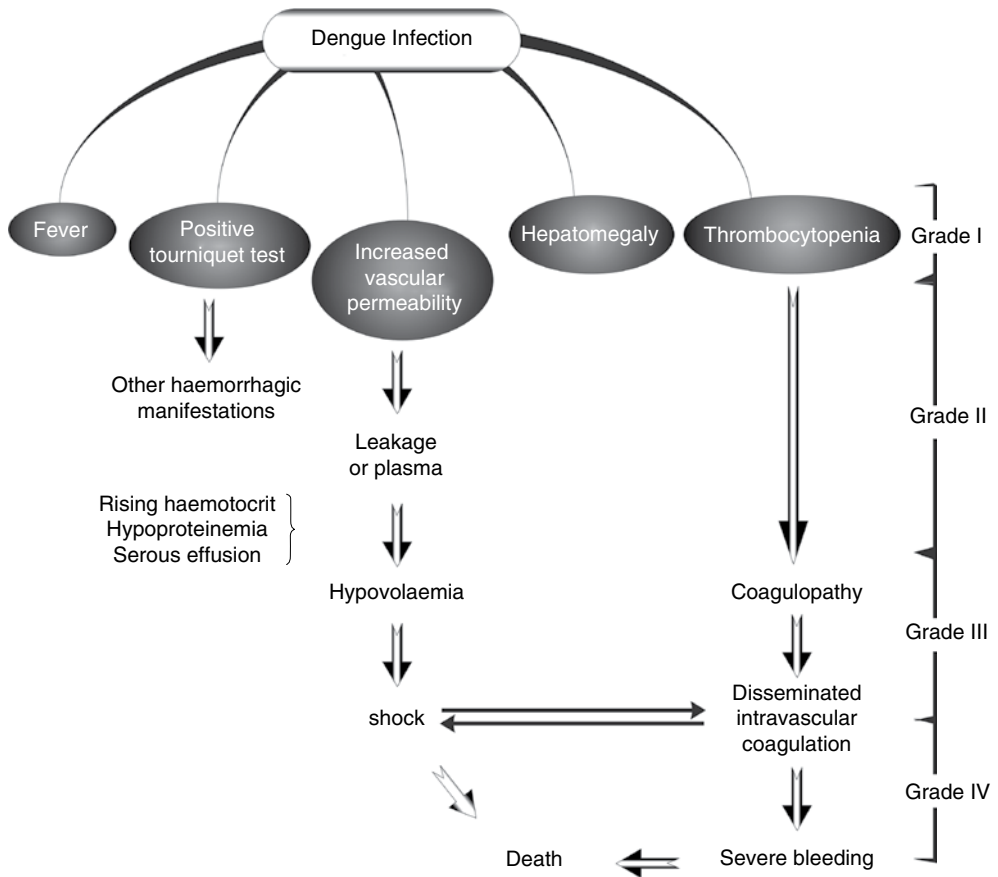 Dengue Infection
Fever
Positive
tourniquet test
Increased
vascular
permeability
Hepatomegaly
Thrombocytopenia
Grade I
Other haemorrhagic
manifestations
Grade II
Leakage
or plasma
Rising haemotocrit
Hypoproteinemia
Serous effusion
Hypovolaemia
Coagulopathy
Grade III
shock
Disseminated
intravascular
coagulation
Grade IV
Death
Severe bleeding